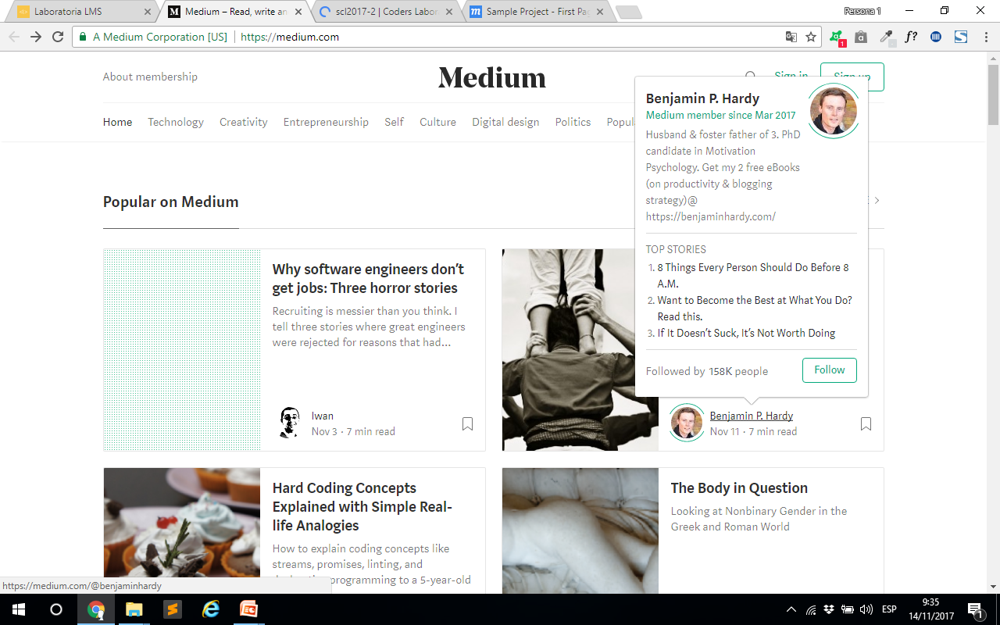 Laboratoria LMS
Medium – Read, write an
scl2017-2 | Coders Labor
Sample Project - First Pag
Persona 1
A Medium Corporation [US]
https://medium.com
1
f?
About membership
Medium
Sign in
Sign up
Home
Technology
Creativity
Entrepreneurship
Self
Culture
Digital design
Politics
Popul
Popular on Medium
Why software engineers don't
get jobs: Three horror stories
Recruiting is messier than you think. I
tell three stories where great engineers
were rejected for reasons that had...
Iwan
Nov 3 · 7 min read
Benjamin P. Hardy
Medium member since Mar 2017
Husband & foster father of 3. PhD
candidate in Motivation
Psychology. Get my 2 free eBooks
(on productivity & blogging
strategy)@
https://benjaminhardy.com/
TOP STORIES
1. 8 Things Every Person Should Do Before 8
A.M.
2. Want to Become the Best at What You Do?
Read this.
3. If It Doesn't Suck, It's Not Worth Doing
Followed by 158K people
Follow
Benjamin P. Hardy
Nov 11 · 7 min read
Hard Coding Concepts
Explained with Simple Real-
life Analogies
How to explain coding concepts like
streams, promises, linting, and
programming to a 5-year-old
The Body in Question
Looking at Nonbinary Gender in the
Greek and Roman World
https://medium.com/@benjaminhardy
ESP
9:35
14/11/2017
1